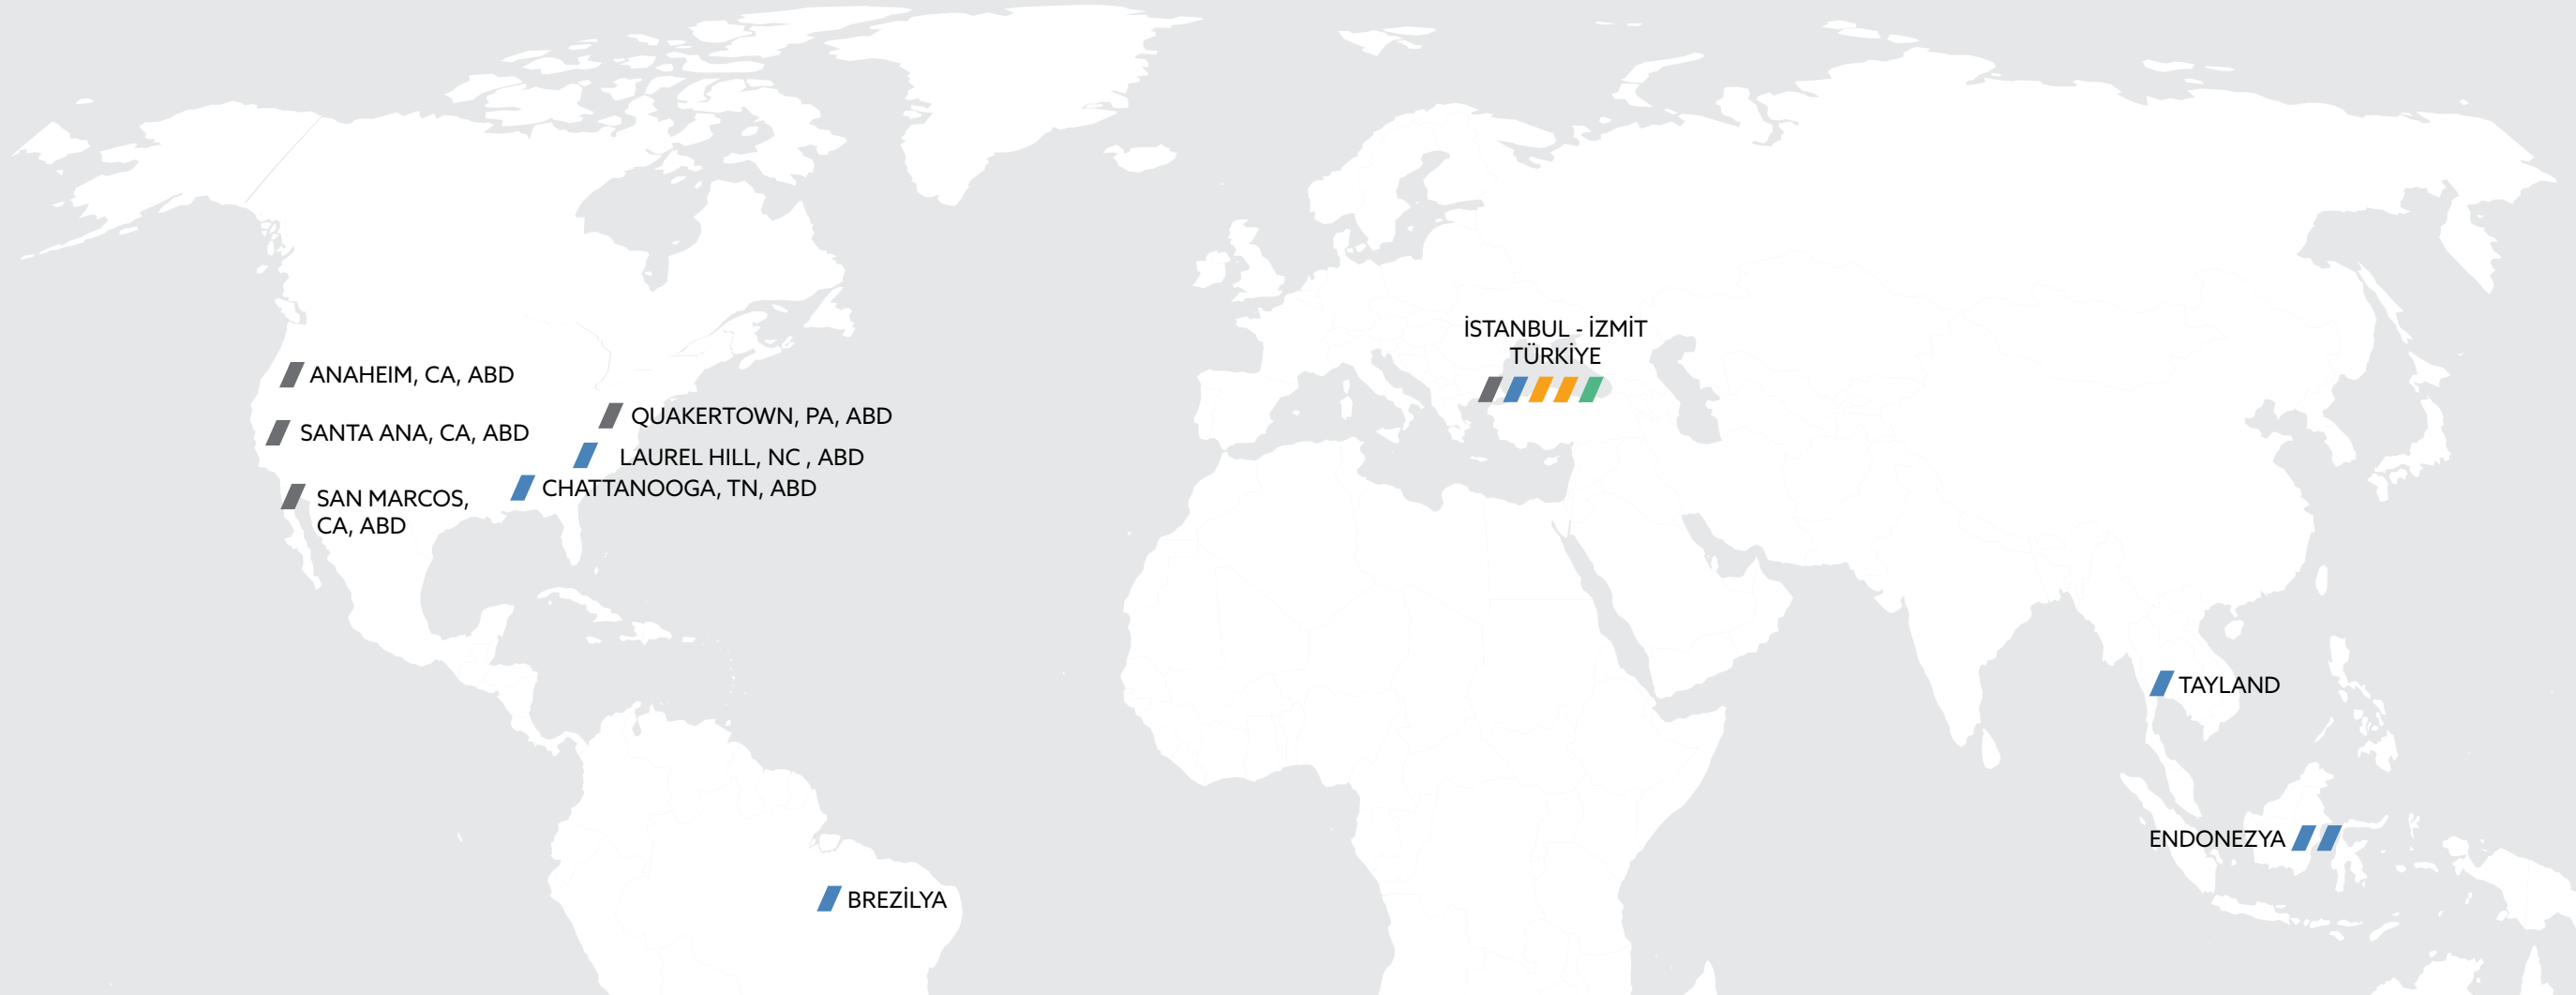 İSTANBUL - İZMİT
TÜRKİYE
ANAHEIM, CA, ABD
QUAKERTOWN, PA, ABD
SANTA ANA, CA, ABD
LAUREL HILL, NC , ABD
CHATTANOOGA, TN, ABD
SAN MARCOS,
CA, ABD
TAYLAND
ENDONEZYA
BREZİLYA